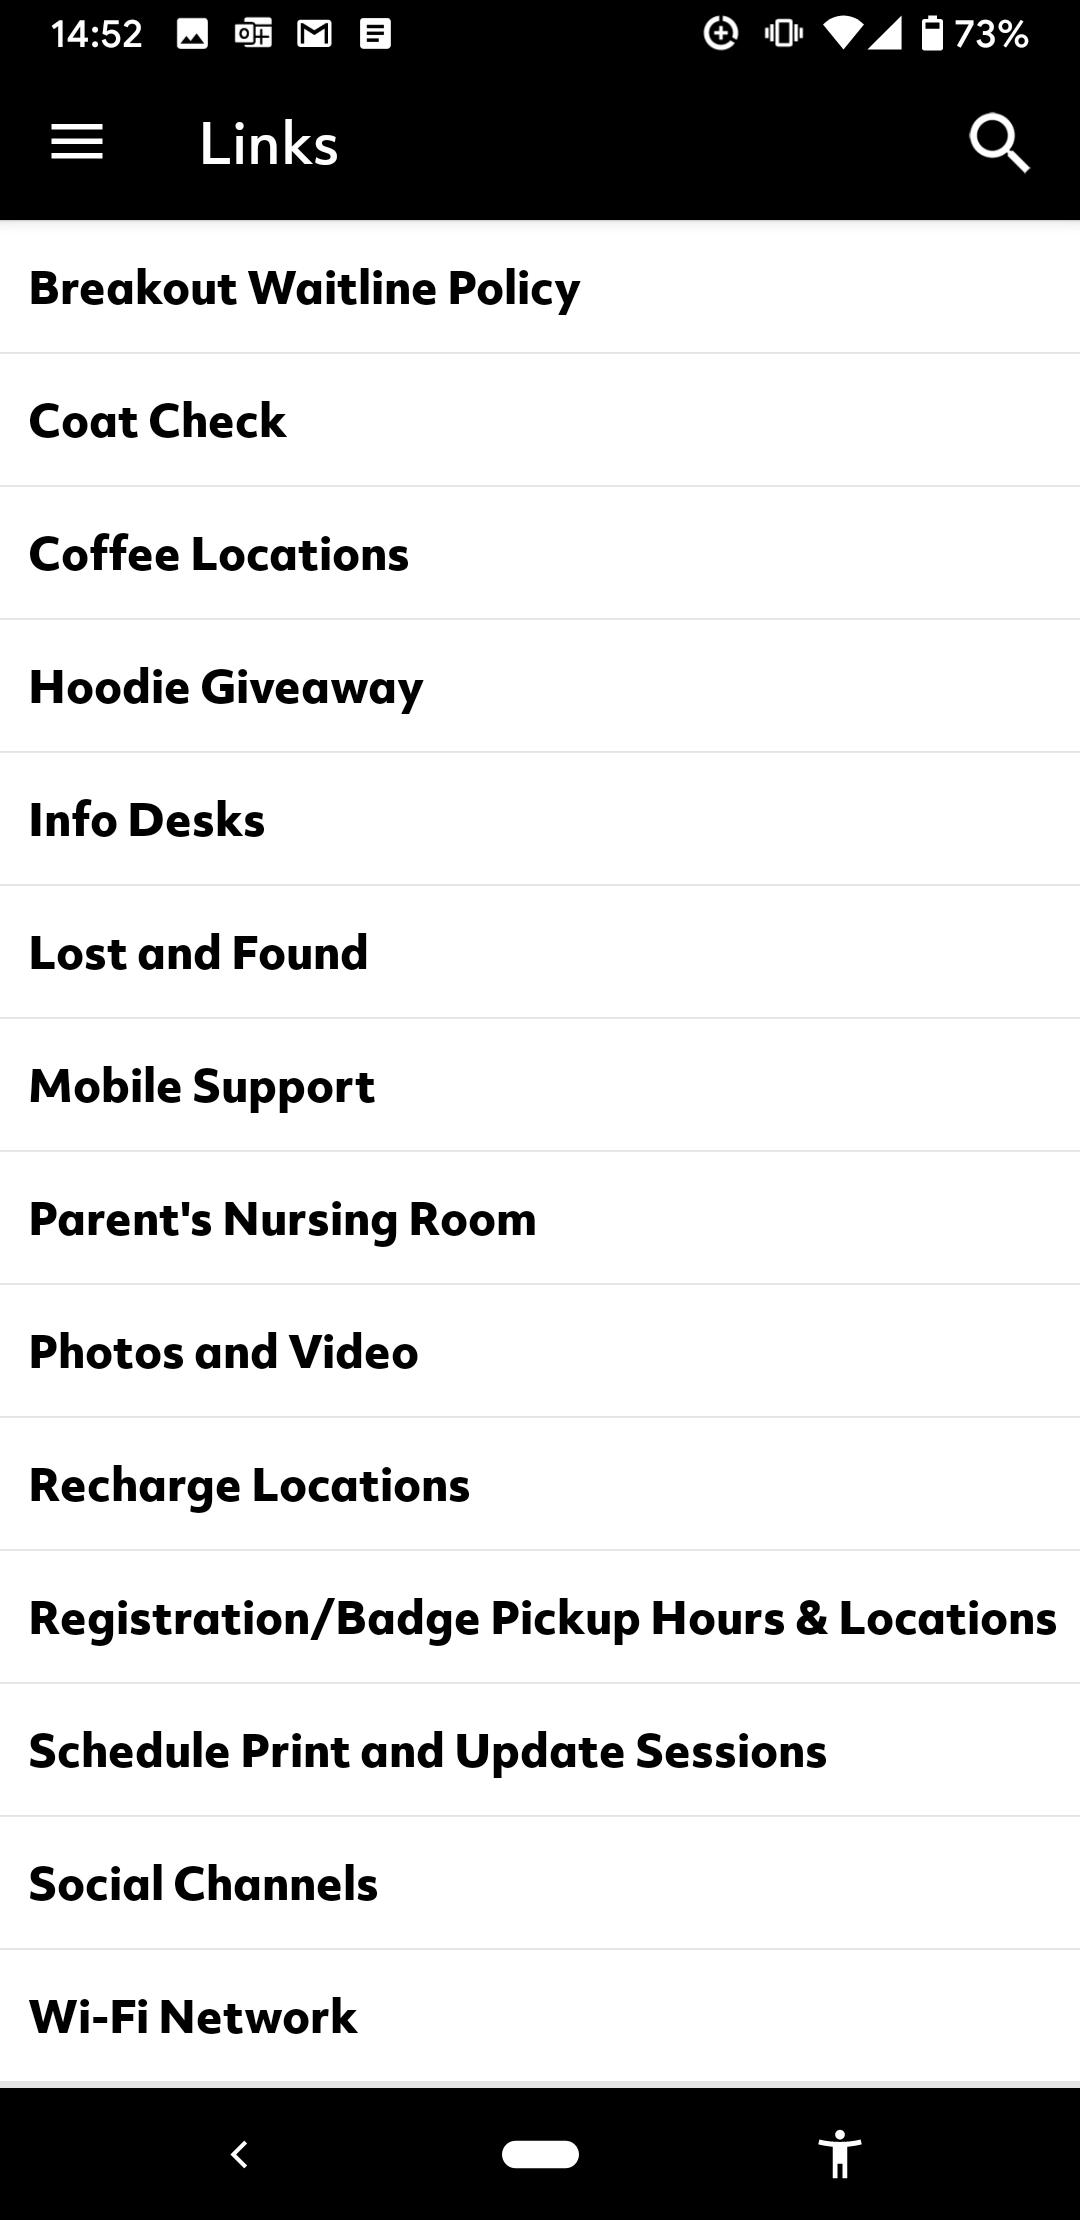 14:52
73%
Links
Breakout Waitline Policy
Coat Check
Coffee Locations
Hoodie Giveaway
Info Desks
Lost and Found
Mobile Support
Parent's Nursing Room
Photos and Video
Recharge Locations
Registration/Badge Pickup Hours & Locations
Schedule Print and Update Sessions
Social Channels
Wi-Fi Network